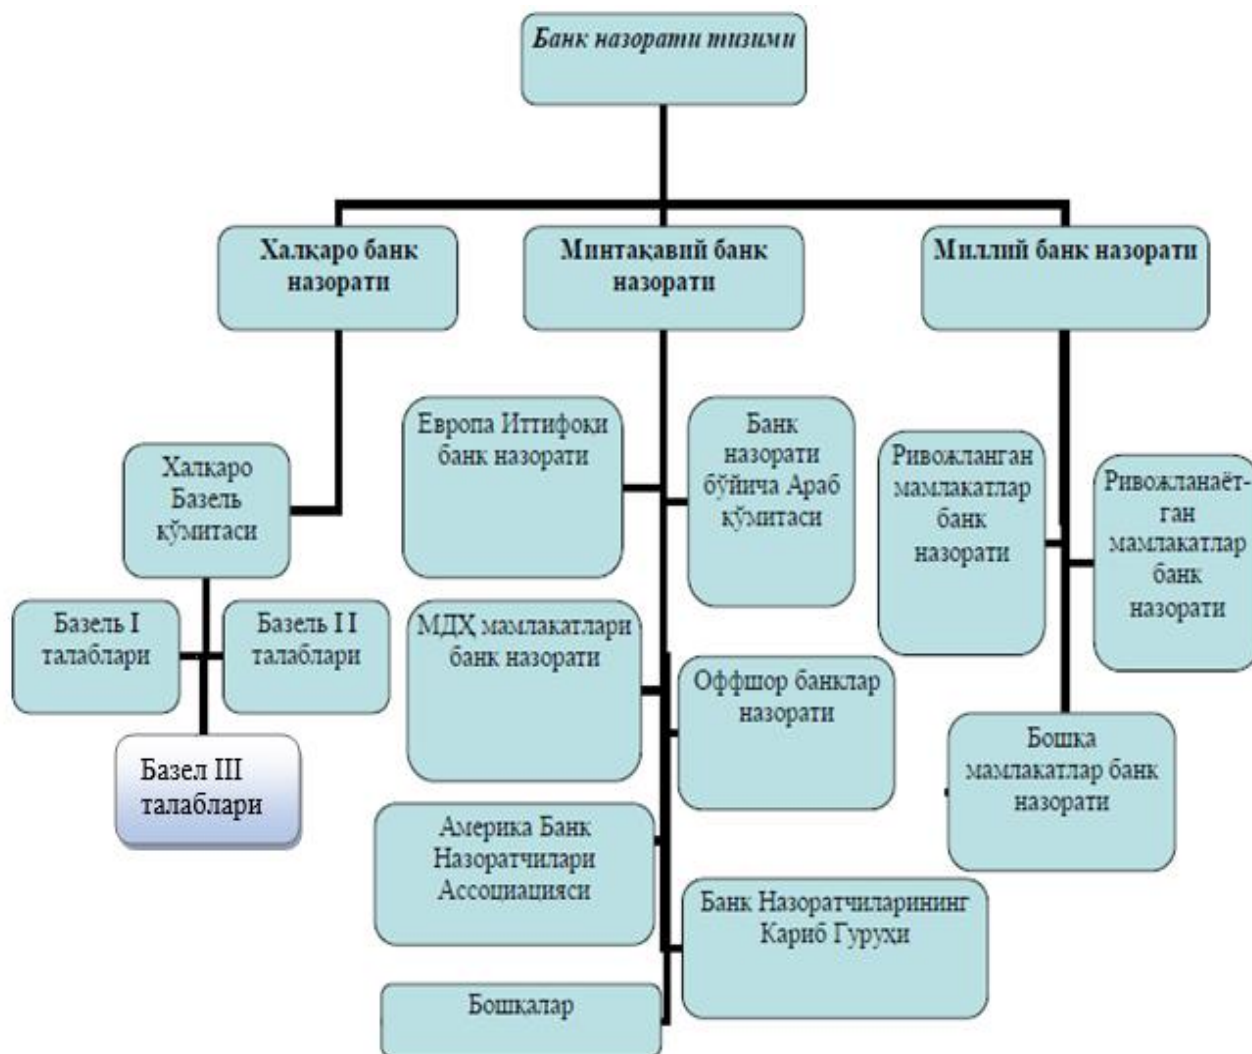 Банк назорати тизими
Халқаро банк
назорати
Минтақавий банк
назорати
Миллий банк назорати
Халқаро
Базель
қўмитаси
Базель I
талаблари
Базель I I
талаблари
Базел III
талаблари
Европа Иттифоқи
банк назорати
Банк
назорати
бўйича Араб
қўмитаси
МДҲ мамлакатлари
банк назорати
Оффшор банклар
назорати
Америка Банк
Назоратчилари
Ассоциацияси
Банк Назоратчиларининг
Кариб Гуруҳи
Бошқалар
Ривожланган
мамлакатлар
банк
назорати
Ривожланаёт-
ган
мамлакатлар
банк
назорати
Бошка
мамлакатлар банк
назорати